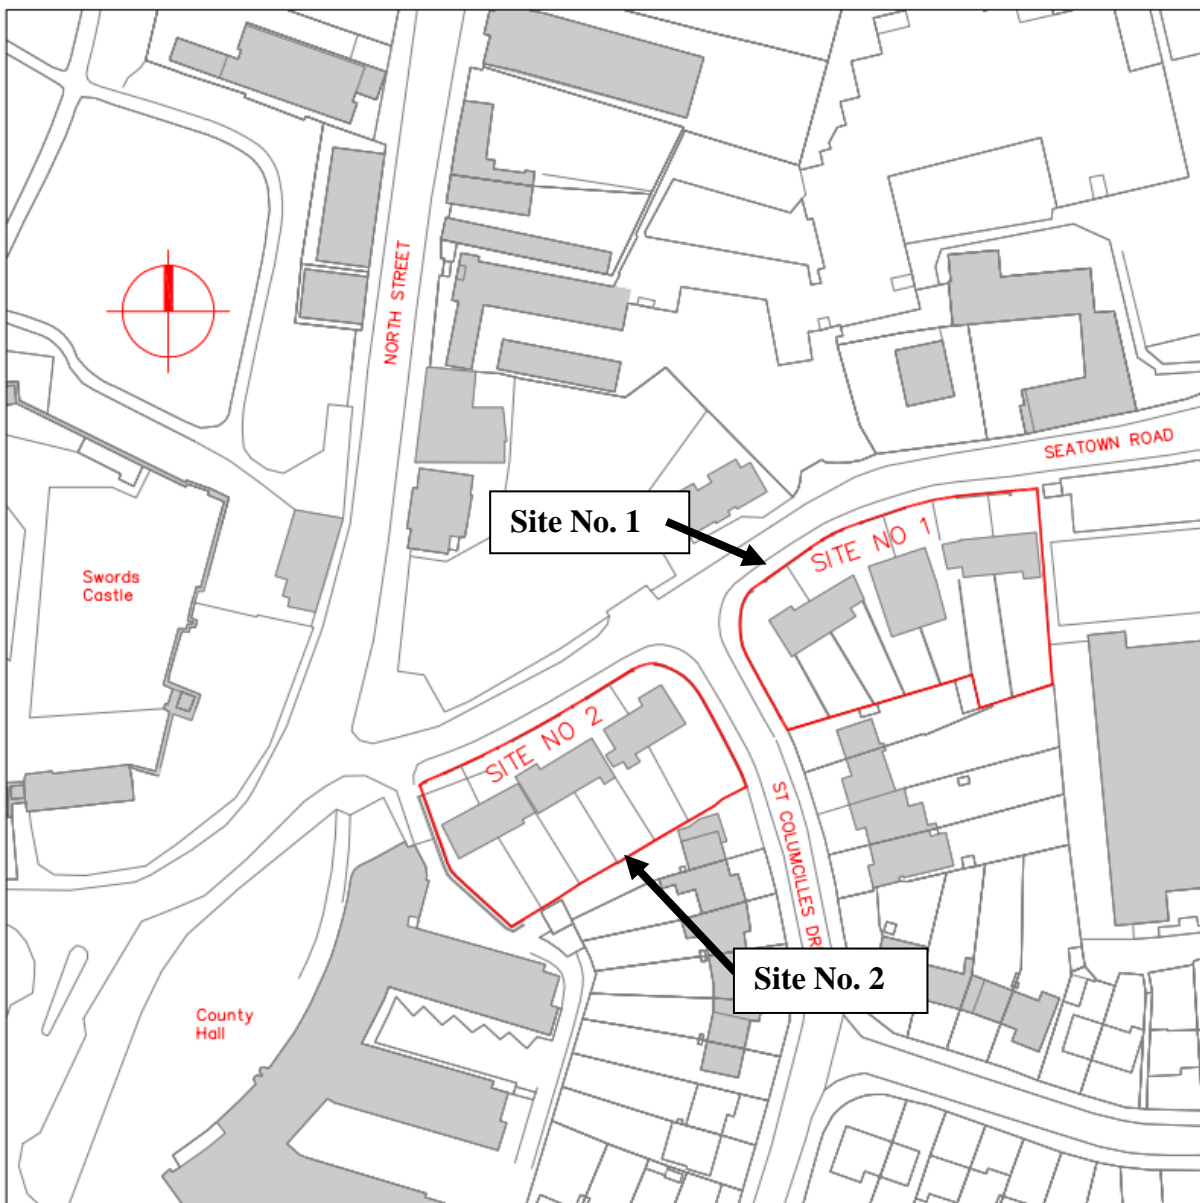 NORTH STREET
SEATOWN ROAD
Site No. 1
SITE NO 1
Swords
Castle
SITE NO 2
ST COLUMCILLES DR
Site No. 2
County
Hall